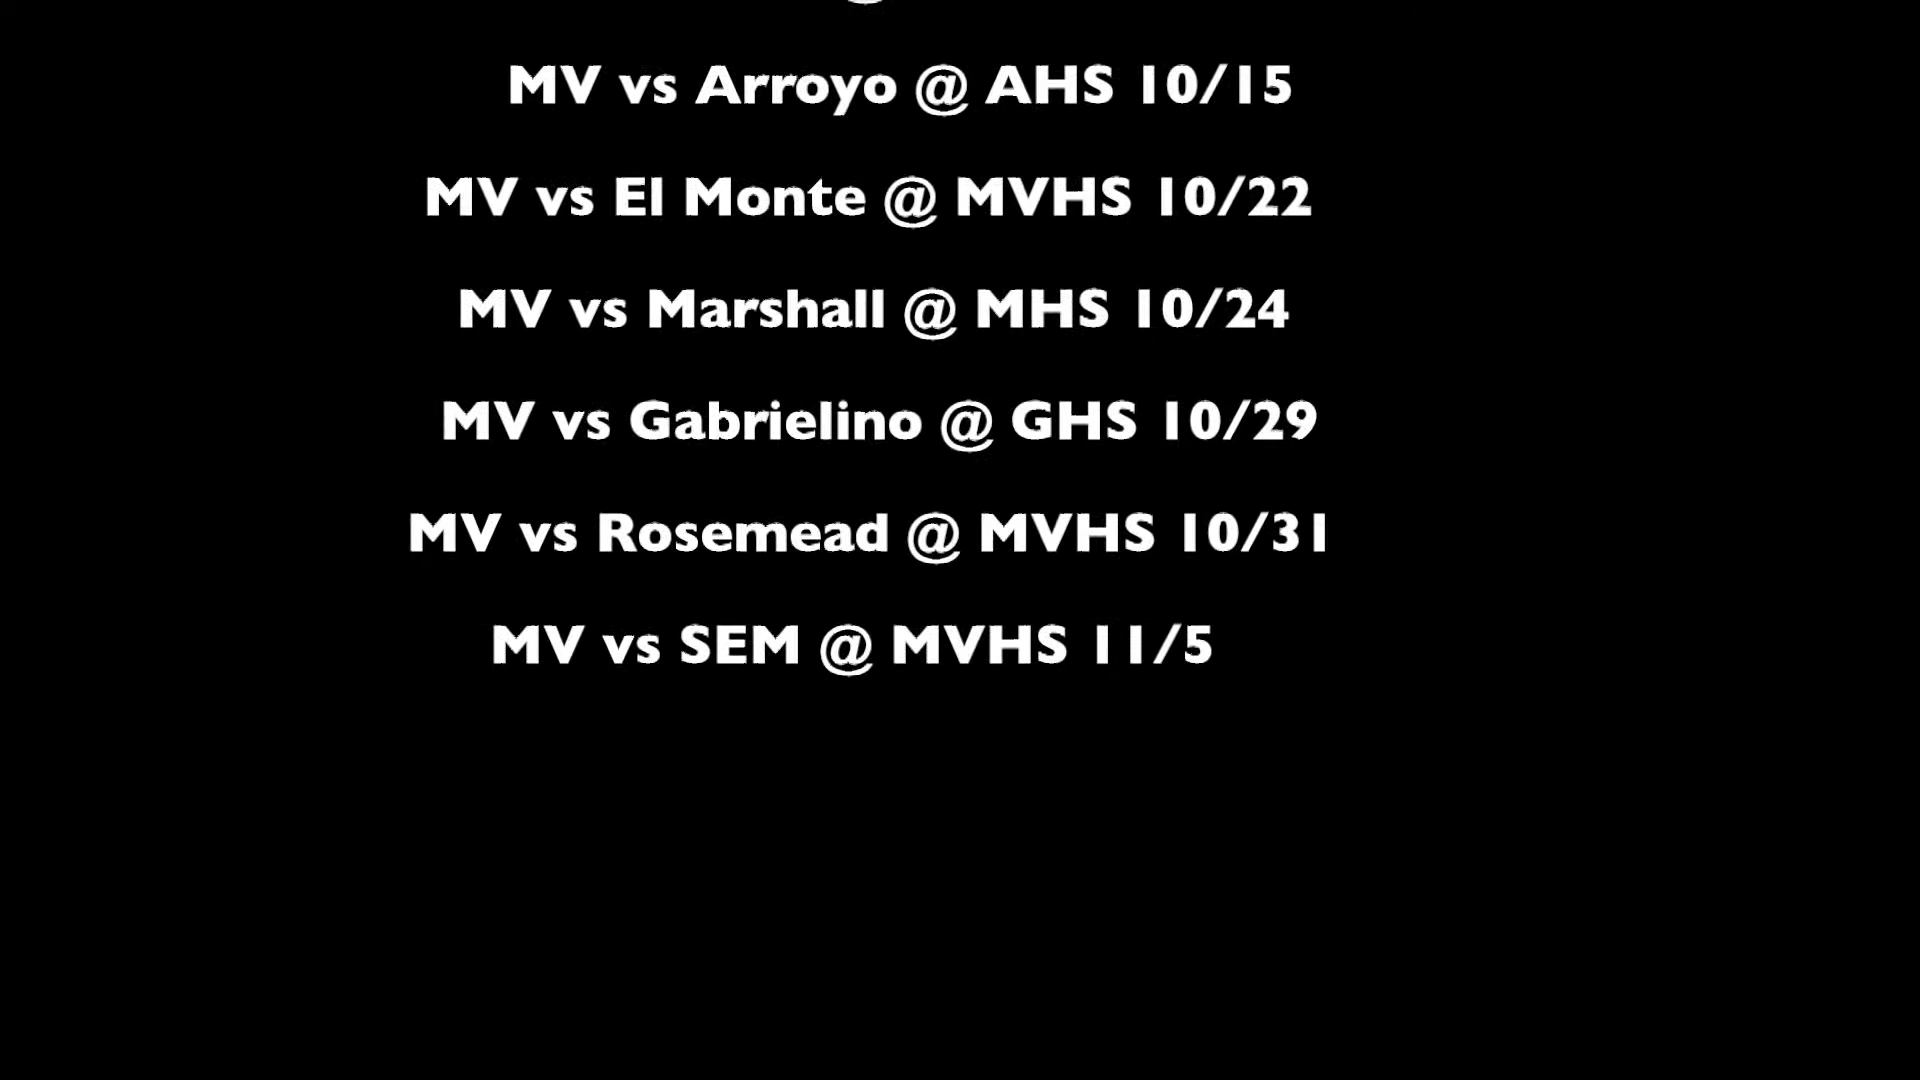 MV vs Arroyo @ AHS 10/15
MV vs El Monte @ MVHS 10/22
MV vs Marshall @ MHS 10/24
MV vs Gabrielino @ GHS 10/29
MV vs Rosemead @ MVHS 10/31
MV vs SEM @ MVHS 11/5